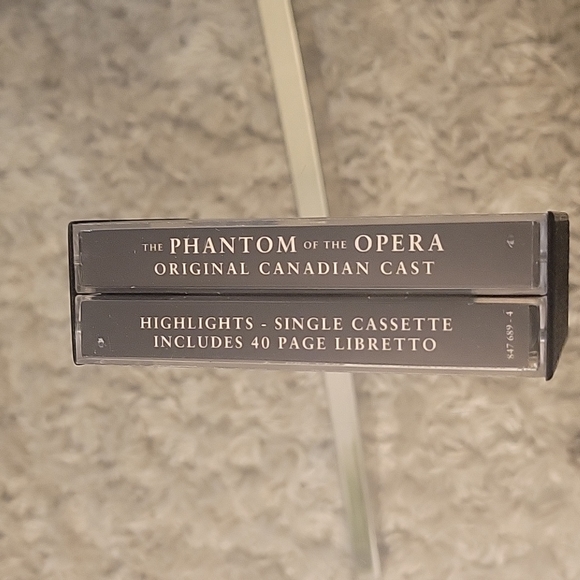 THE PHANTOM OF THE OPERA
ORIGINAL CANADIAN CAST
HIGHLIGHTS - SINGLE CASSETTE
INCLUDES 40 PAGE LIBRETTO
847 689-4